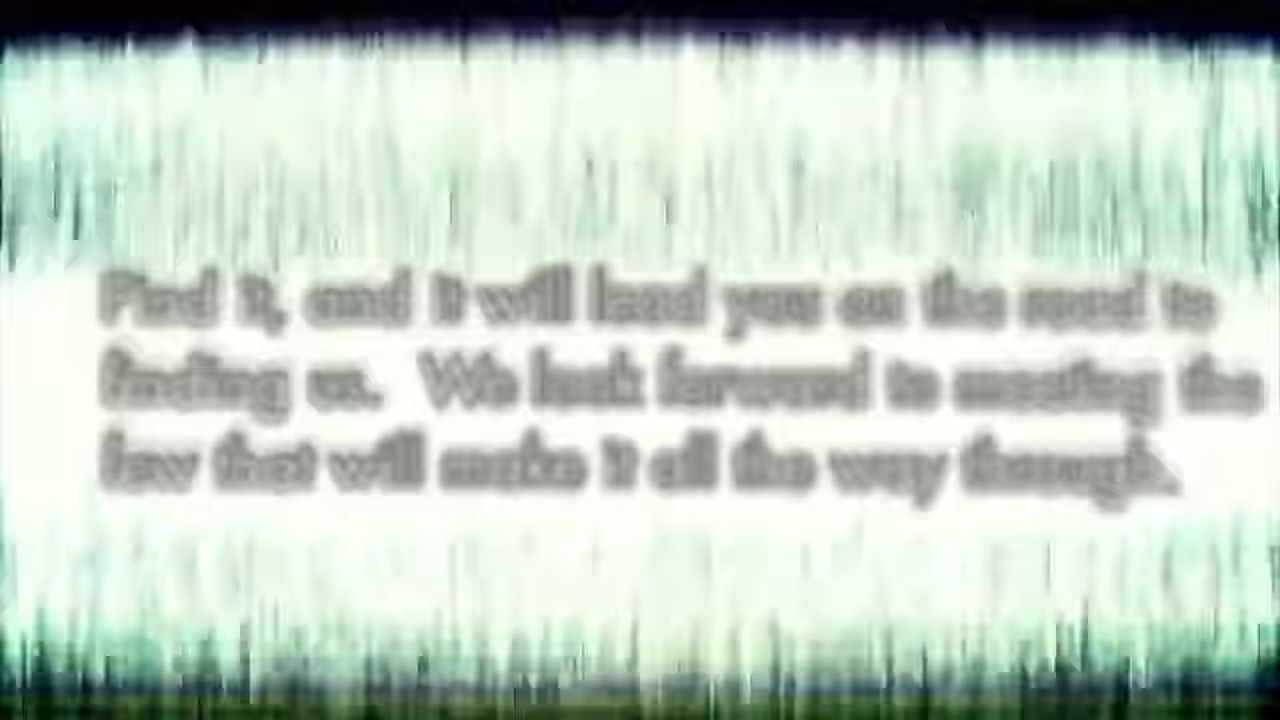 Find it, and it will lead you on the road to
finding us. We look forward to meeting the
few that will make it all the way through.